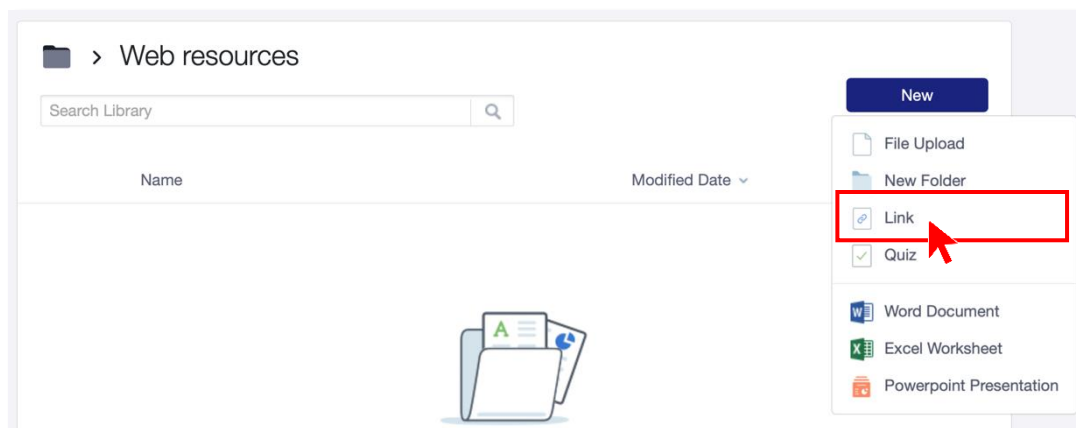 Web resources
Search Library
New
Name
Modified Date
File Upload
New Folder
Link
Quiz
Word Document
Excel Worksheet
Powerpoint Presentation